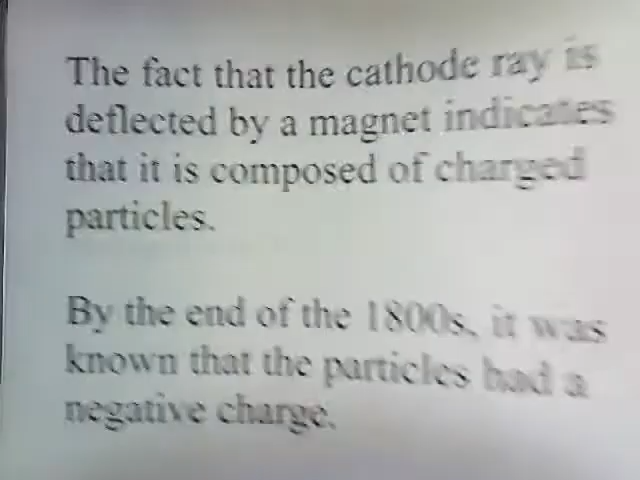 The fact that the cathode ray is
deflected by a magnet indicates
that it is composed of charged
particles.
By the end of the 1800s, it was
known that the particles had a
negative charge.